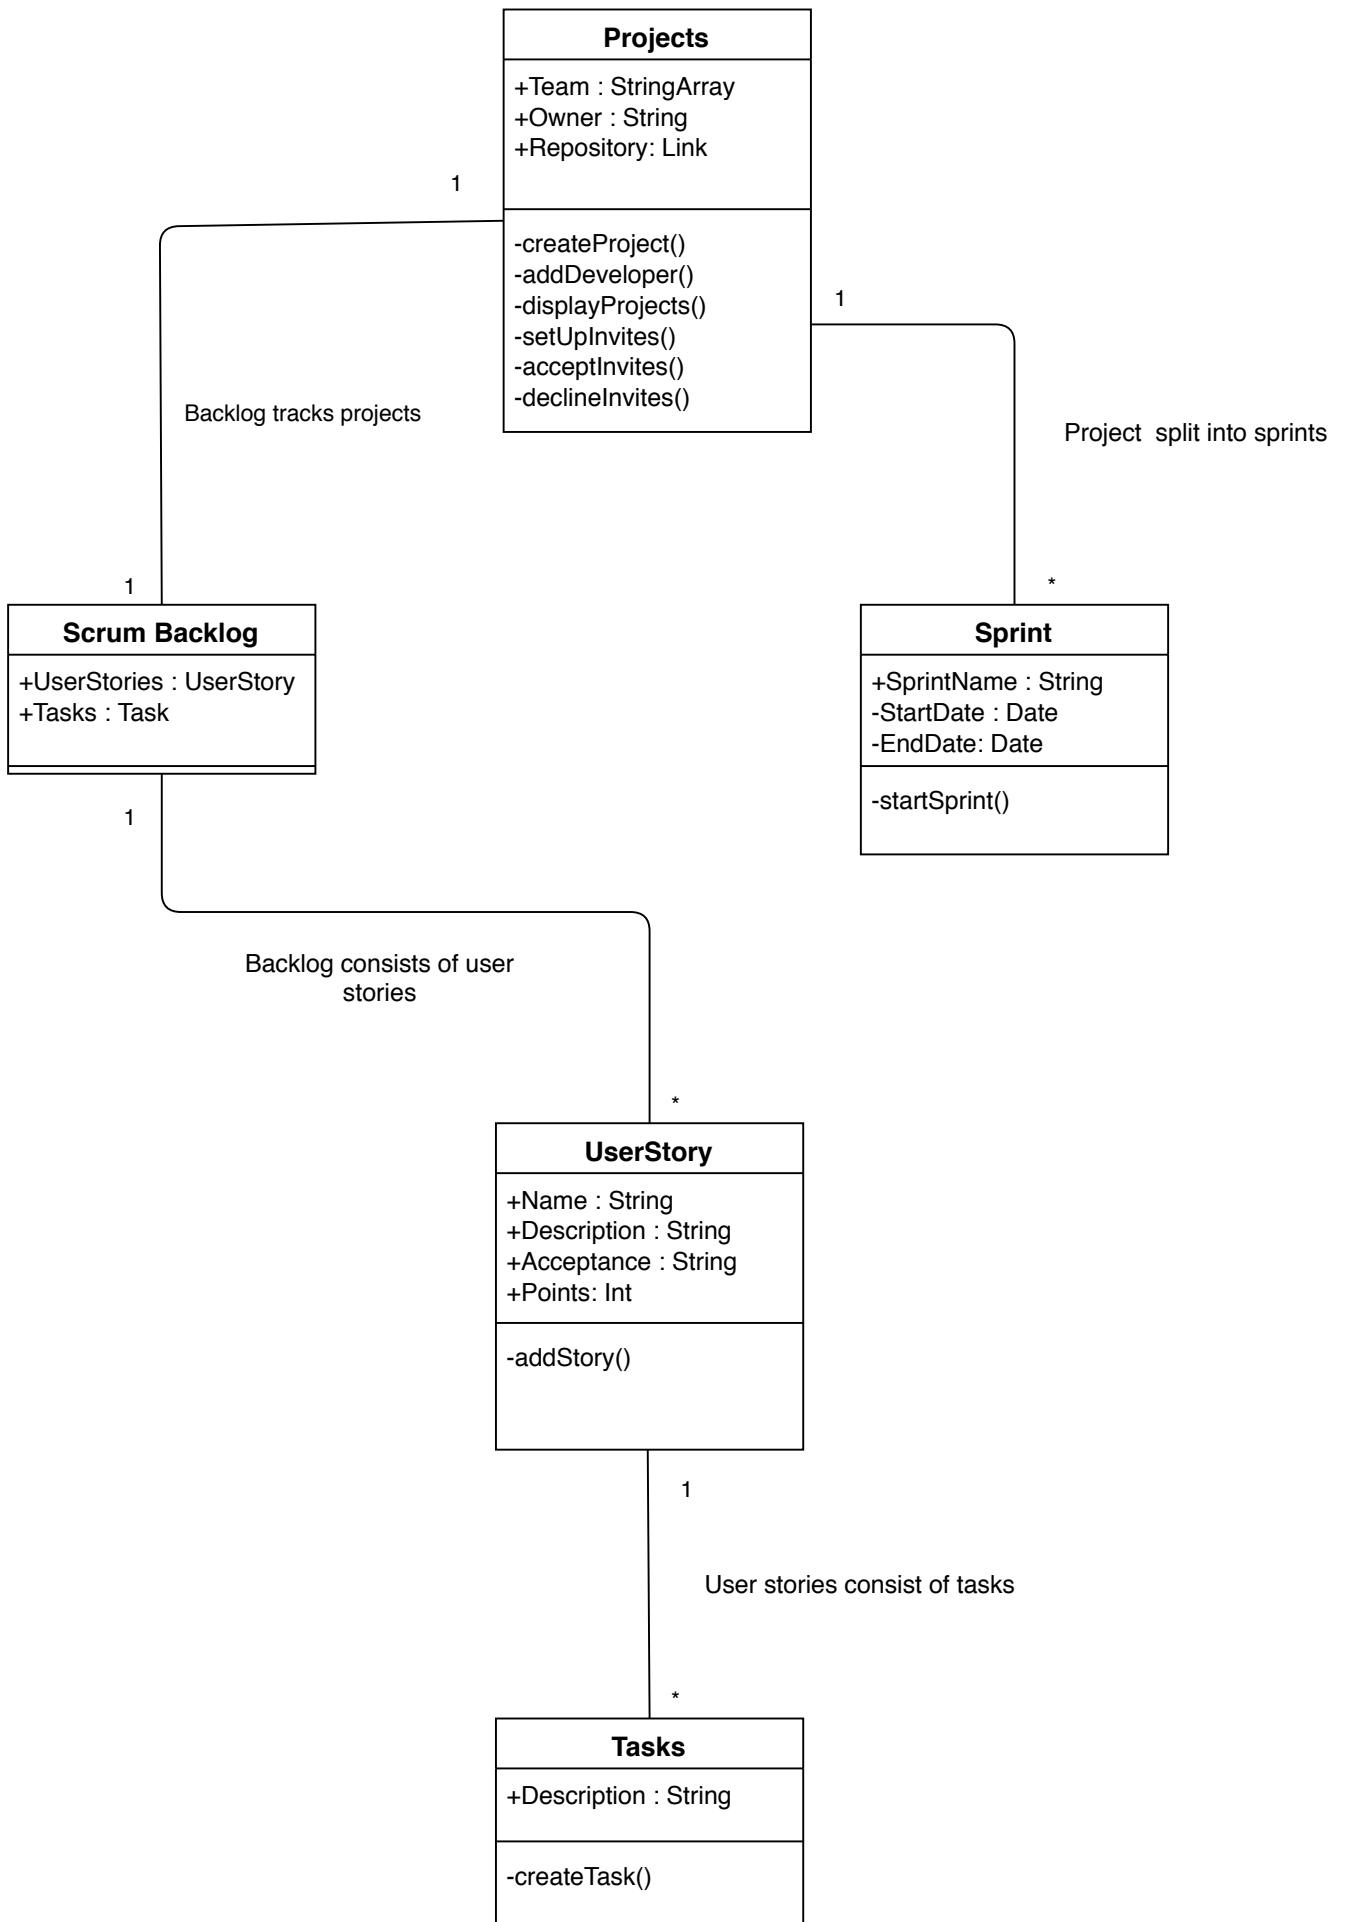 Projects
+Team : StringArray
+Owner : String
+Repository: Link
1
-createProject()
-addDeveloper()
-displayProjects()
-setUpInvites()
-acceptInvites()
-declineInvites()
1
Backlog tracks projects
Project  split into sprints
1
*
Scrum Backlog
+UserStories : UserStory
+Tasks : Task
Sprint
+SprintName : String
-StartDate : Date
-EndDate: Date
-startSprint()
1
Backlog consists of user
stories
*
UserStory
+Name : String
+Description : String
+Acceptance : String
+Points: Int
-addStory()
1
User stories consist of tasks
*
Tasks
+Description : String
-createTask()